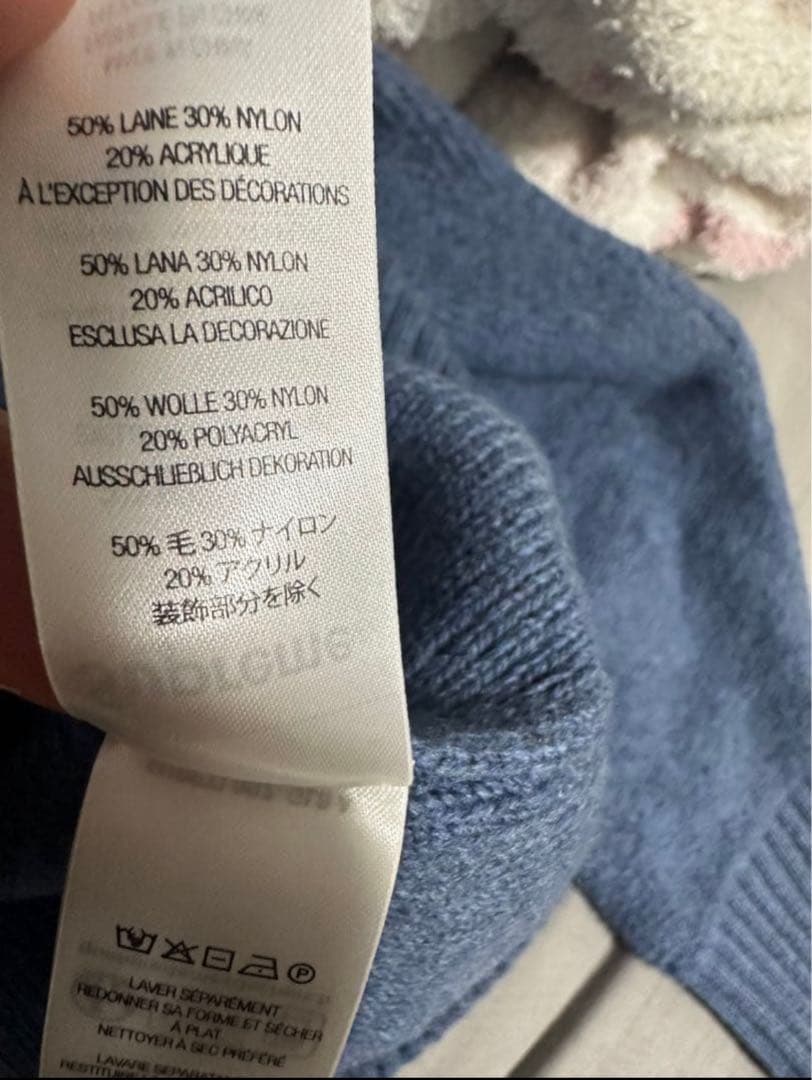 50% LAINE 30% NYLON
20% ACRYLIQUE
À L'EXCEPTION DES DÉCORATIONS
50% LANA 30% NYLON
20% ACRILICO
ESCLUSA LA DECORAZIONE
50% WOLLE 30% NYLON
20% POLYACRYL
AUSSCHLIEBLICH DEKORATION
50% 毛 30% ナイロン
20% アクリル
装飾部分を除く
P
LAVER SÉPARÉMENT
REDONNER SA FORME ET SÉCHER
À PLAT
NETTOYER À SEC PRÉFÉRÉ
LAVARE